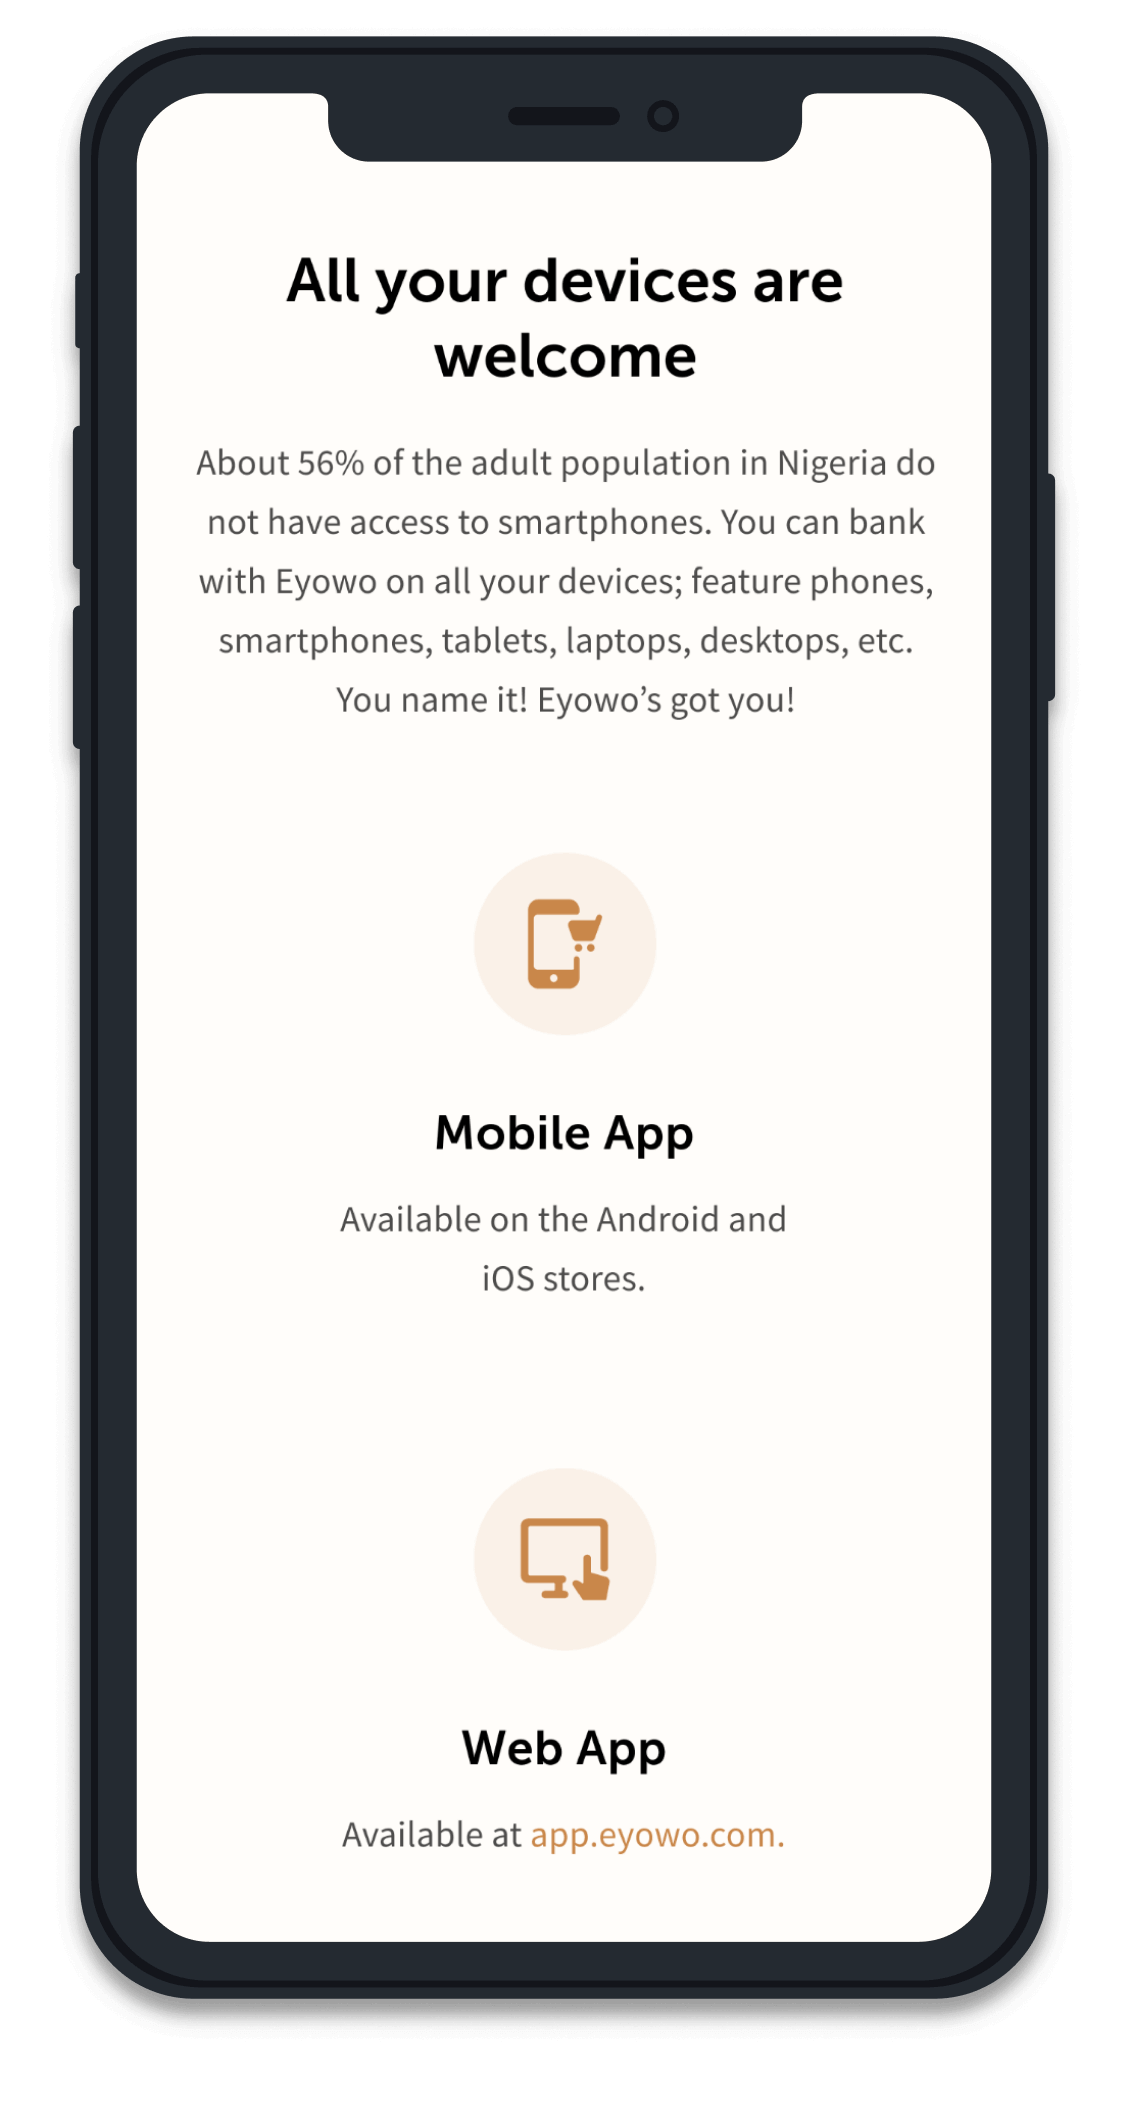 All your devices are
welcome
About 56% of the adult population in Nigeria do
not have access to smartphones. You can bank
with Eyowo on all your devices; feature phones,
smartphones, tablets, laptops, desktops, etc.
You name it! Eyowo’s got you!
Mobile App
Available on the Android and
iOS stores.
Web App
Available at app.eyowo.com.